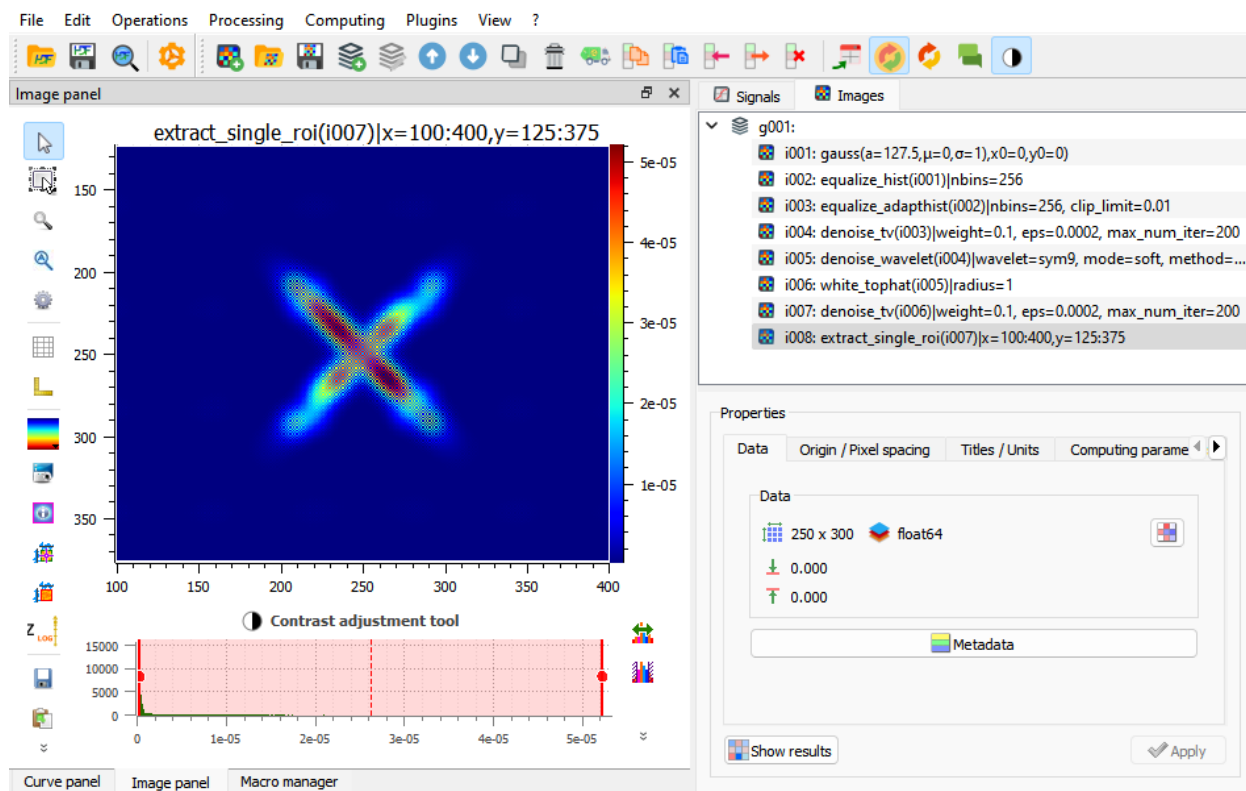 File Edit Operations Processing Computing Plugins View ?
Image panel
extract_single_roi(i007)|x=100:400,y=125:375
150
200
250
300
350
100 150 200 250 300 350 400
5e-05
4e-05
3e-05
2e-05
1e-05
Z LOG
Contrast adjustment tool
15000
10000
5000
0
0 1e-05 2e-05 3e-05 4e-05 5e-05
Curve panel Image panel Macro manager
Signals Images
g001:
i001: gauss(a=127.5,μ=0,σ=1),x0=0,y0=0)
i002: equalize_hist(i001)|nbins=256
i003: equalize_adapthist(i002)|nbins=256, clip_limit=0.01
i004: denoise_tv(i003)|weight=0.1, eps=0.0002, max_num_iter=200
i005: denoise_wavelet(i004)|wavelet=sym9, mode=soft, method=...
i006: white_tophat(i005)|radius=1
i007: denoise_tv(i006)|weight=0.1, eps=0.0002, max_num_iter=200
i008: extract_single_roi(i007)|x=100:400,y=125:375
Properties
Data Origin / Pixel spacing Titles / Units Computing parame
Data
250 x 300 float64
0.000
0.000
Metadata
Show results Apply